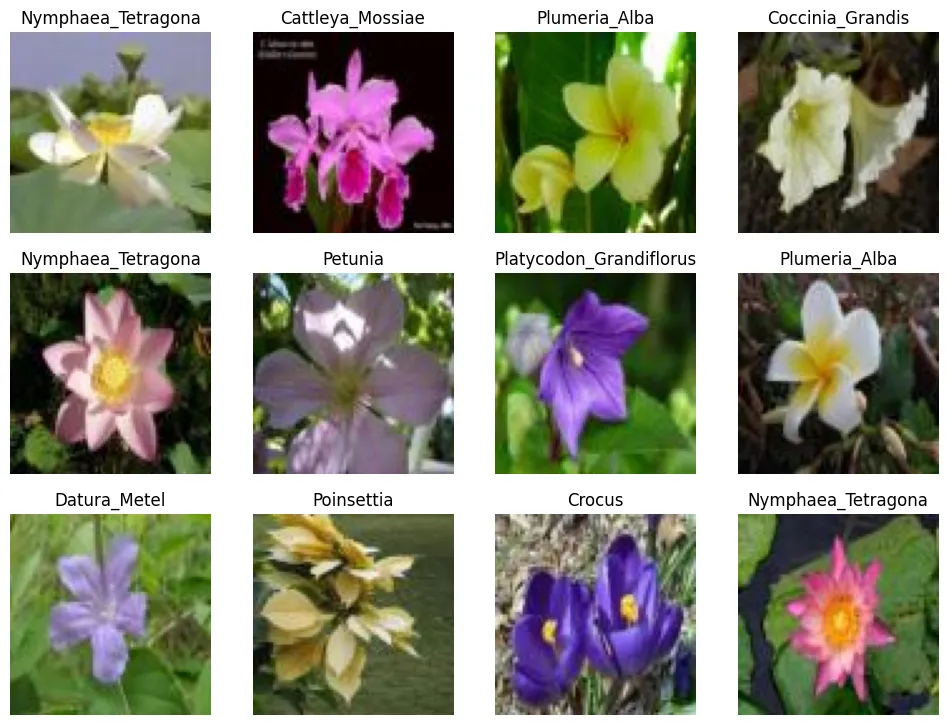 Nymphaea_Tetragona
Cattleya_Mossiae
Plumeria_Alba
Coccinia_Grandis
Nymphaea_Tetragona
Petunia
Platycodon_Grandiflorus
Plumeria_Alba
Datura_Metel
Poinsettia
Crocus
Nymphaea_Tetragona